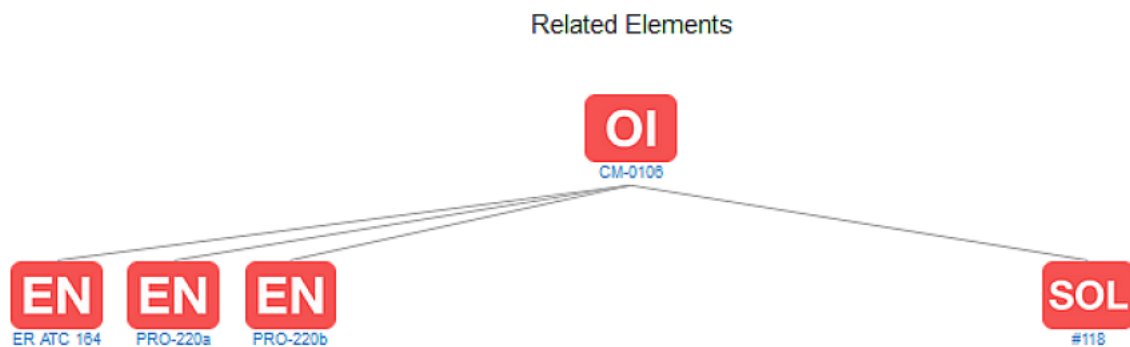 Related Elements
OI
CM-0106
EN EN EN SOL
ER ATC 164 PRO-220a PRO-220b #118